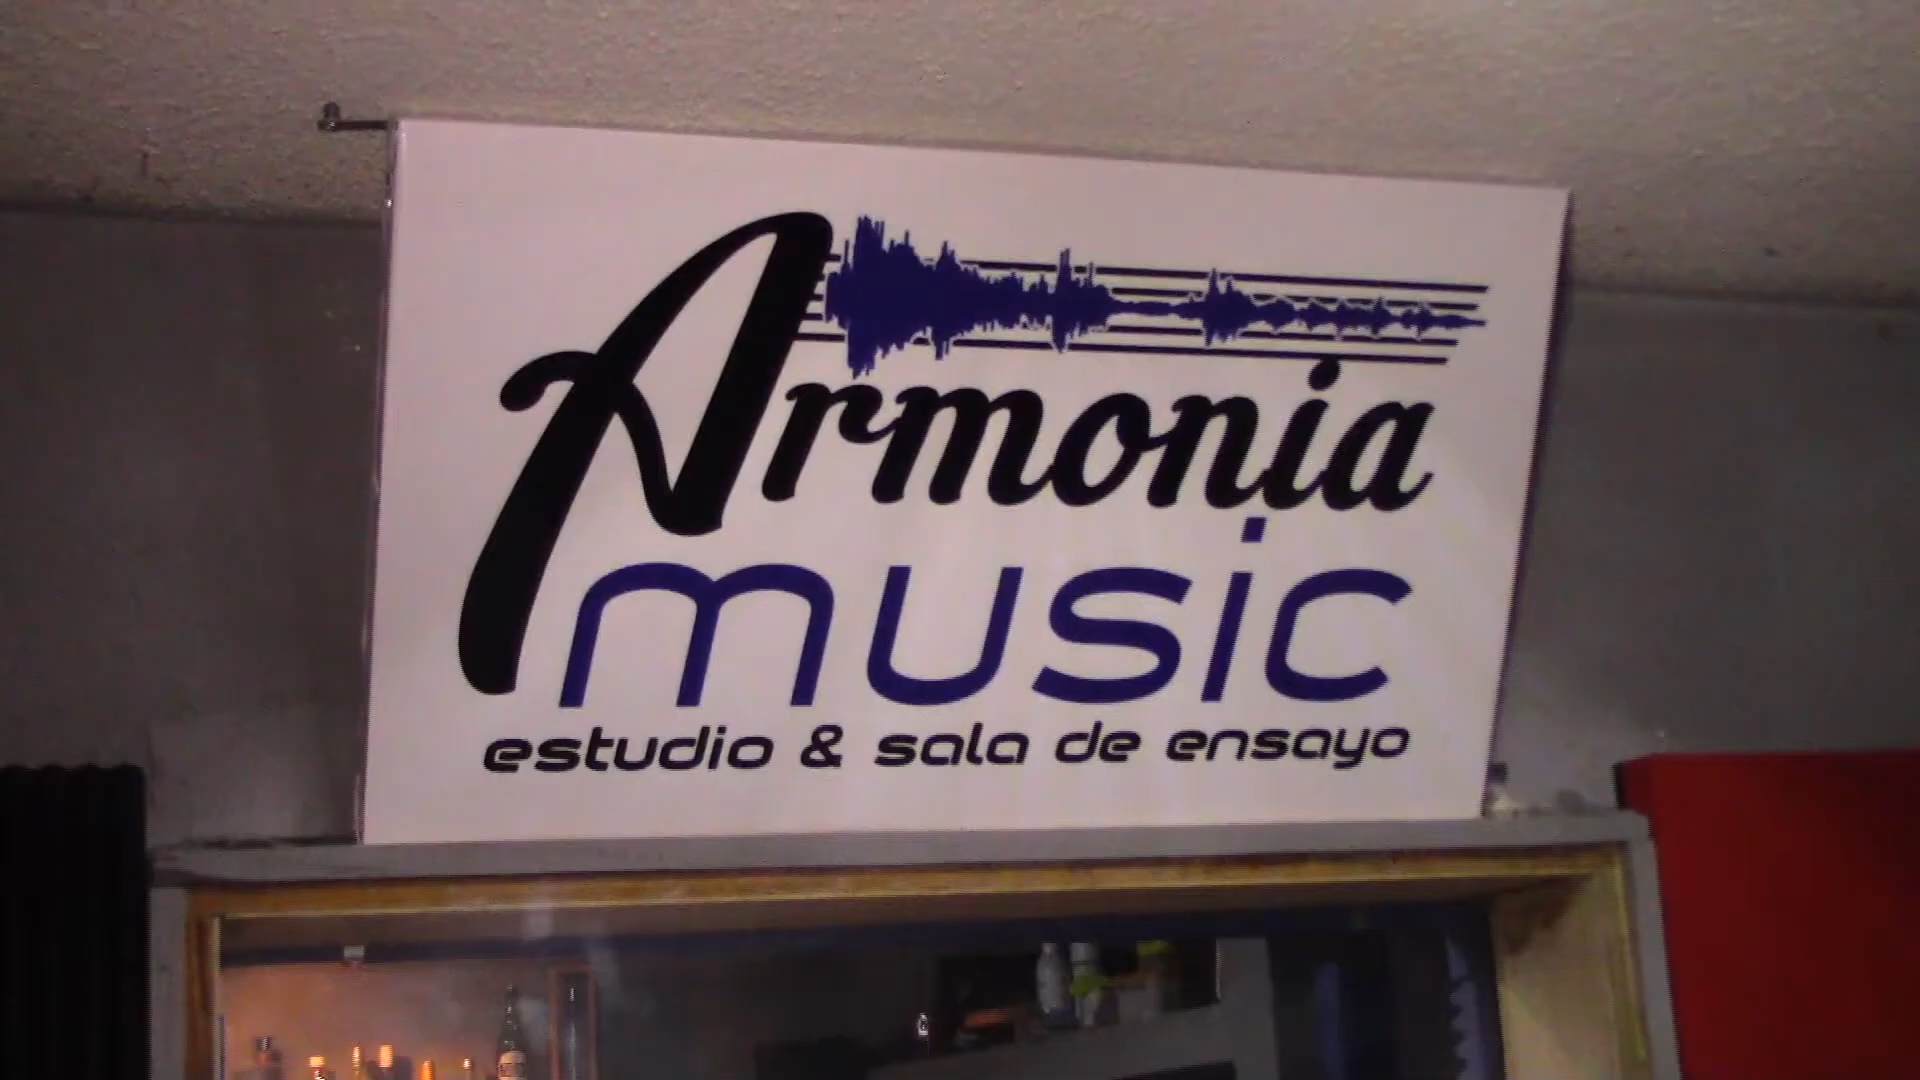 Armonia
music
estudio & sala de ensayo